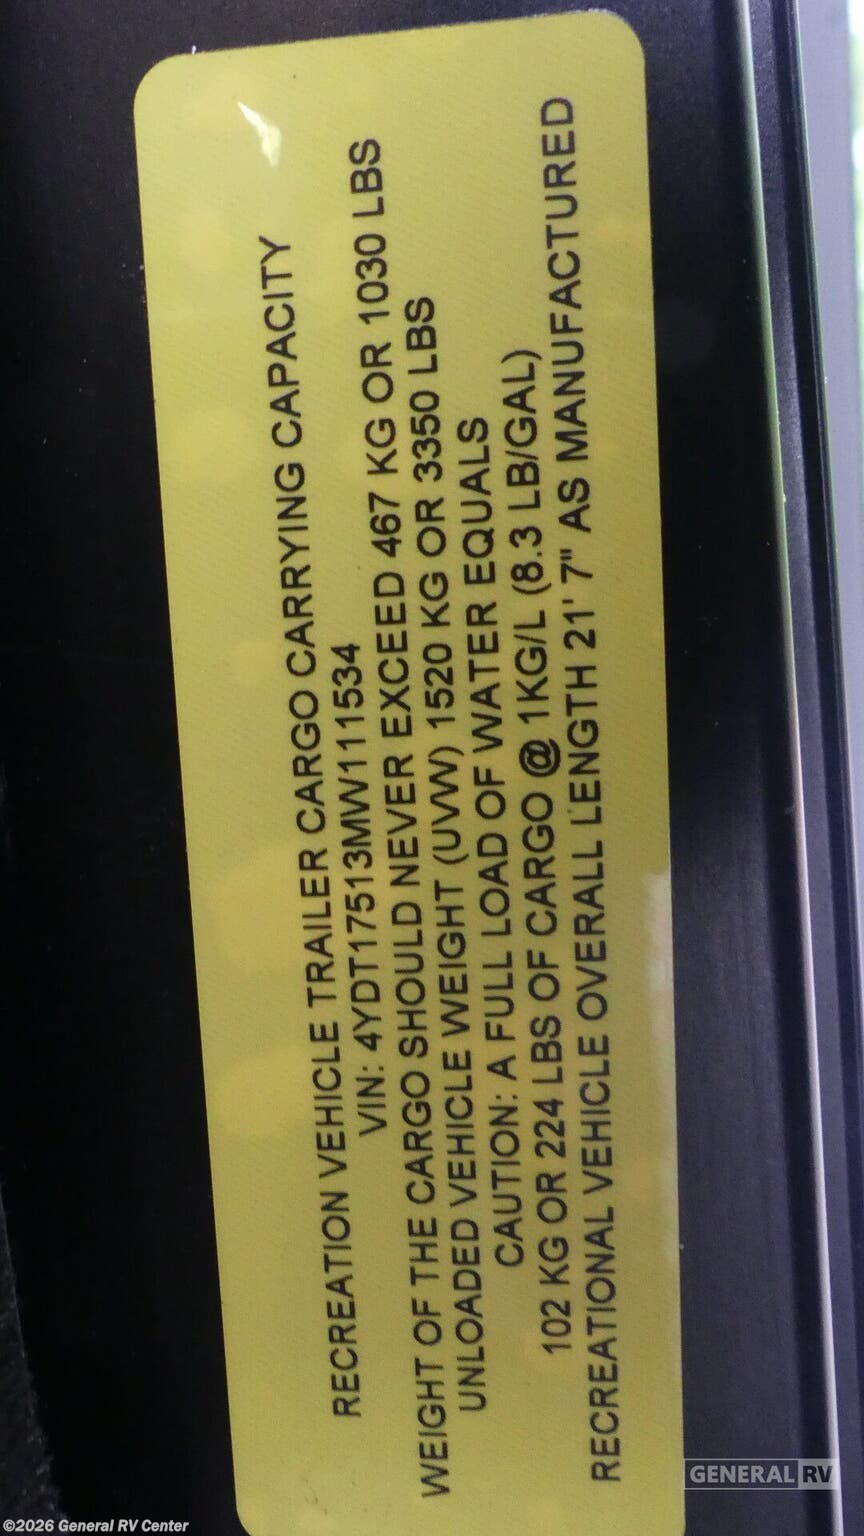 RECREATION VEHICLE TRAILER CARGO CARRYING CAPACITY
VIN: 4YDT17513MW111534
WEIGHT OF THE CARGO SHOULD NEVER EXCEED 467 KG OR 1030 LBS
UNLOADED VEHICLE WEIGHT (UVW) 1520 KG OR 3350 LBS
CAUTION: A FULL LOAD OF WATER EQUALS
102 KG OR 224 LBS OF CARGO @ 1KG/L (8.3 LB/GAL)
RECREATIONAL VEHICLE OVERALL LENGTH 21' 7" AS MANUFACTURED
GENERAL RV
©2026 General RV Center